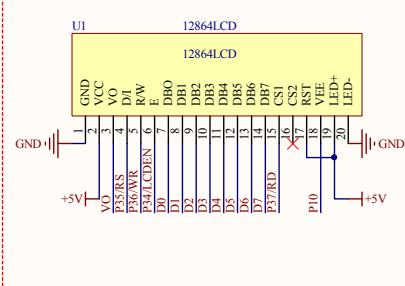 U1
12864LCD
12864LCD
GND
VCC
VO
D/I
R/W
E
DBO
DB1
DB2
DB3
DB4
DB5
DB6
DB7
CS1
CS2
RST
VEE
LED+
LED-
1
2
3
4
5
6
7
8
9
10
11
12
13
14
15
16
17
18
19
20
GND
GND
+5V
VO
P35/RS
P36/WR
P34/LCDEN
D0
D1
D2
D3
D4
D5
D6
D7
P37/RD
P10
+5V